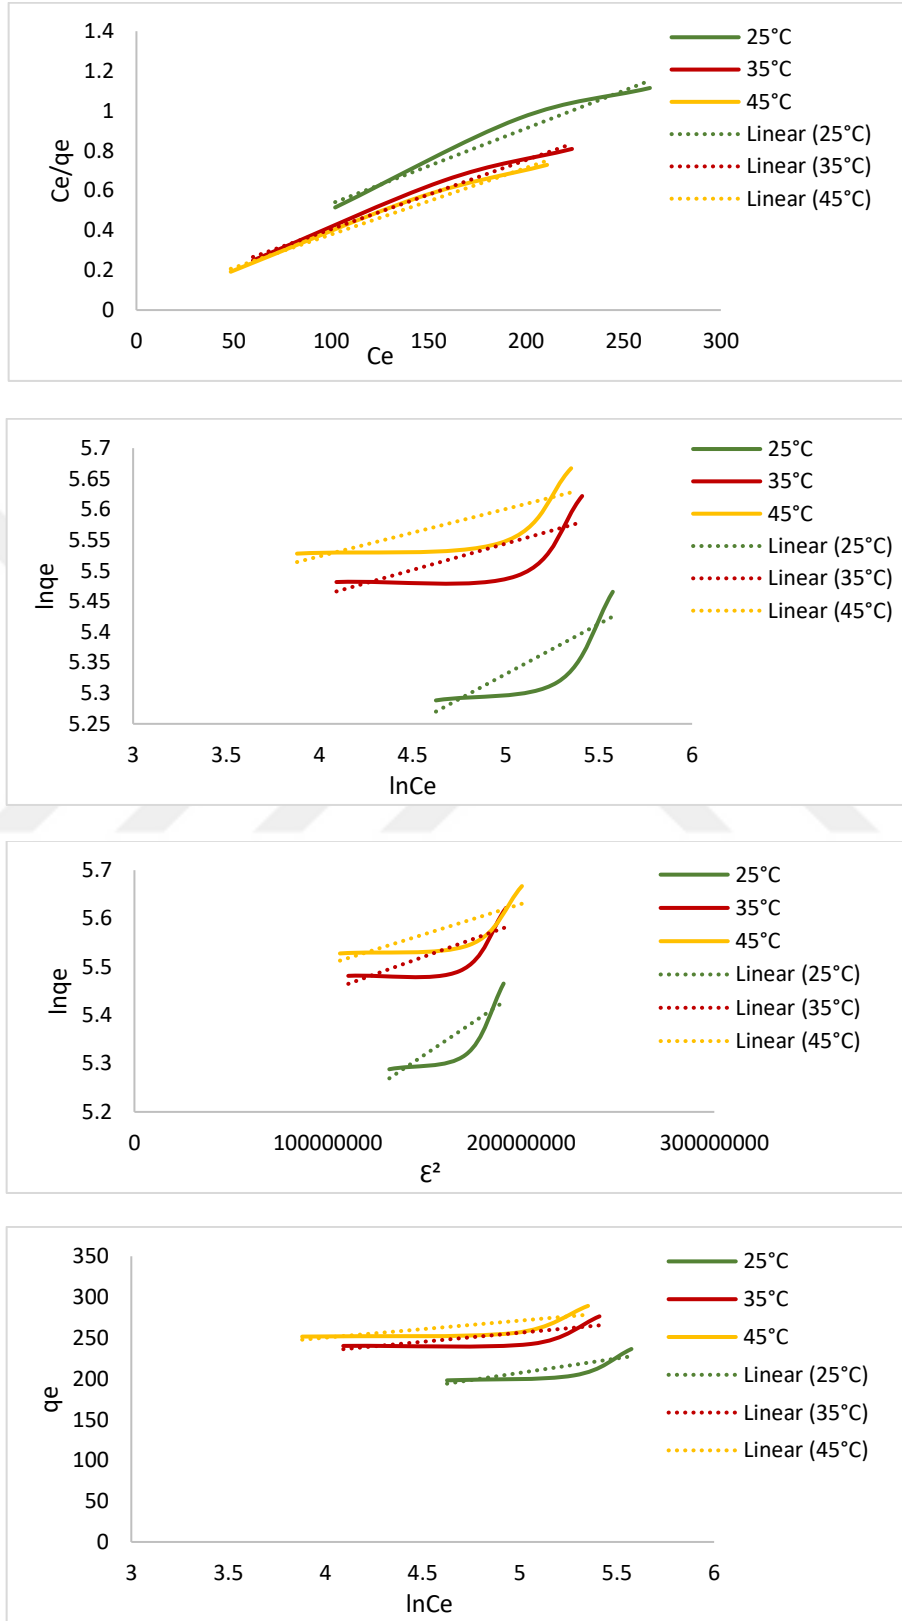 1.4
1.2
1
0.8
0.6
0.4
0.2
0
Ce/qe
0 50 100 150 200 250 300
Ce
25°C
35°C
45°C
Linear (25°C)
Linear (35°C)
Linear (45°C)
5.7
5.65
5.6
5.55
5.5
5.45
5.4
5.35
5.3
5.25
lnqe
3 3.5 4 4.5 5 5.5 6
lnCe
25°C
35°C
45°C
Linear (25°C)
Linear (35°C)
Linear (45°C)
5.7
5.6
5.5
5.4
5.3
5.2
lnqe
0 100000000 200000000 300000000
Ɛ²
25°C
35°C
45°C
Linear (25°C)
Linear (35°C)
Linear (45°C)
350
300
250
200
150
100
50
0
qe
3 3.5 4 4.5 5 5.5 6
lnCe
25°C
35°C
45°C
Linear (25°C)
Linear (35°C)
Linear (45°C)